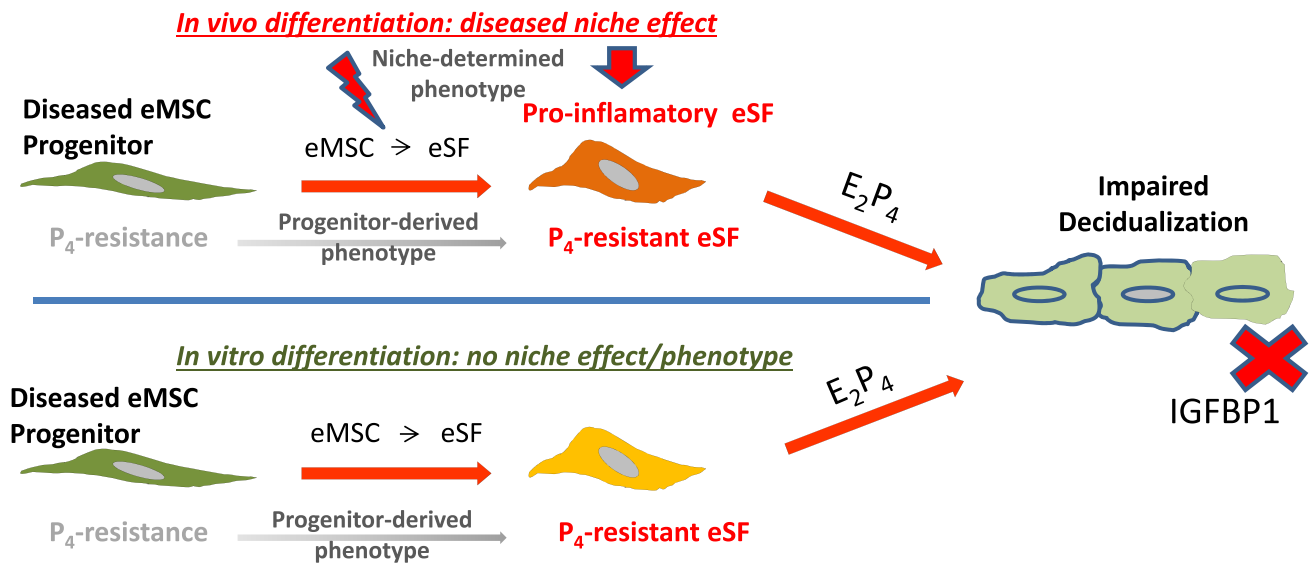 In vivo differentiation: diseased niche effect
Niche-determined
phenotype
Diseased eMSC
Progenitor
Pro-inflamatory eSF
eMSC > eSF
P4-resistance
Progenitor-derived
phenotype
P4-resistant eSF
E2P4
Impaired
Decidualization
In vitro differentiation: no niche effect/phenotype
Diseased eMSC
Progenitor
eMSC > eSF
E2P4
IGFBP1
P4-resistance
Progenitor-derived
phenotype
P4-resistant eSF